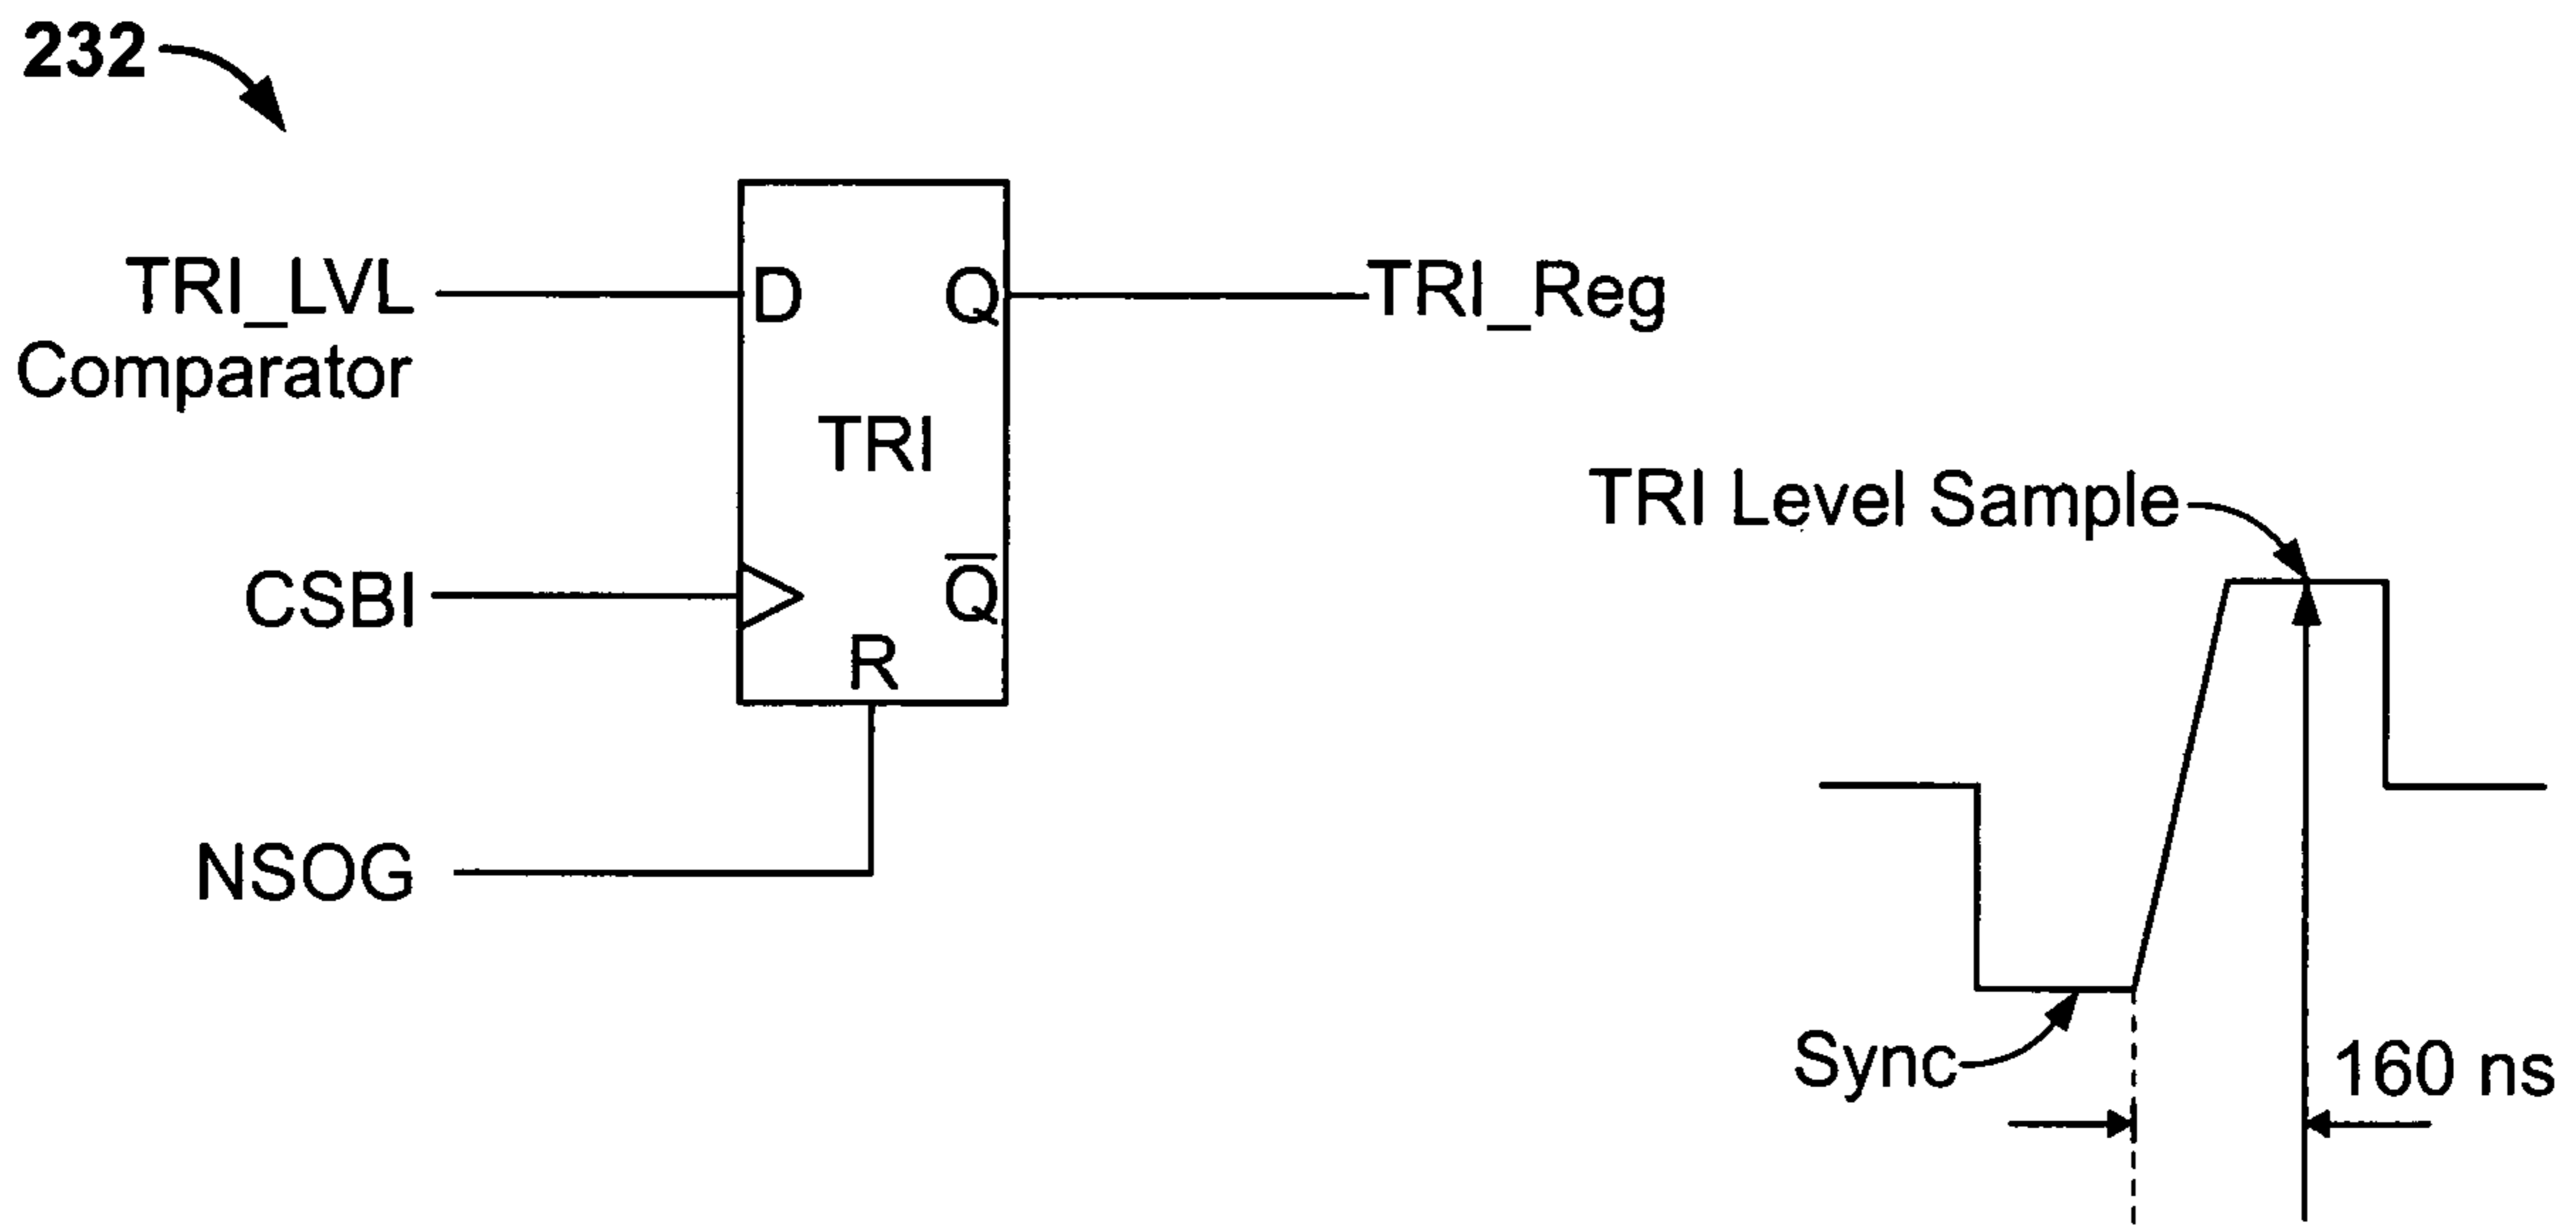 232
TRI_LVL
Comparator
D
Q
TRI_Reg
TRI
CSBI
Q̅
R
NSOG
TRI Level Sample
Sync
160 ns